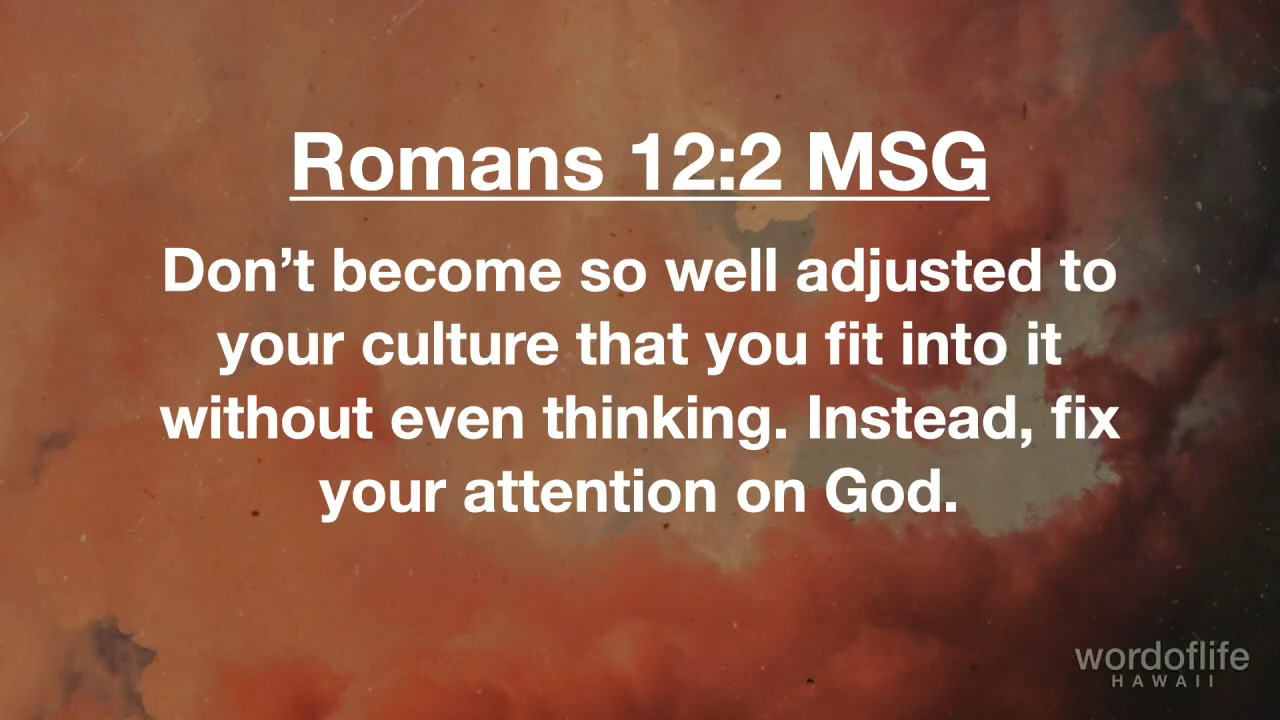 Romans 12:2 MSG
Don’t become so well adjusted to
your culture that you fit into it
without even thinking. Instead, fix
your attention on God.
wordoflife
HAWAII